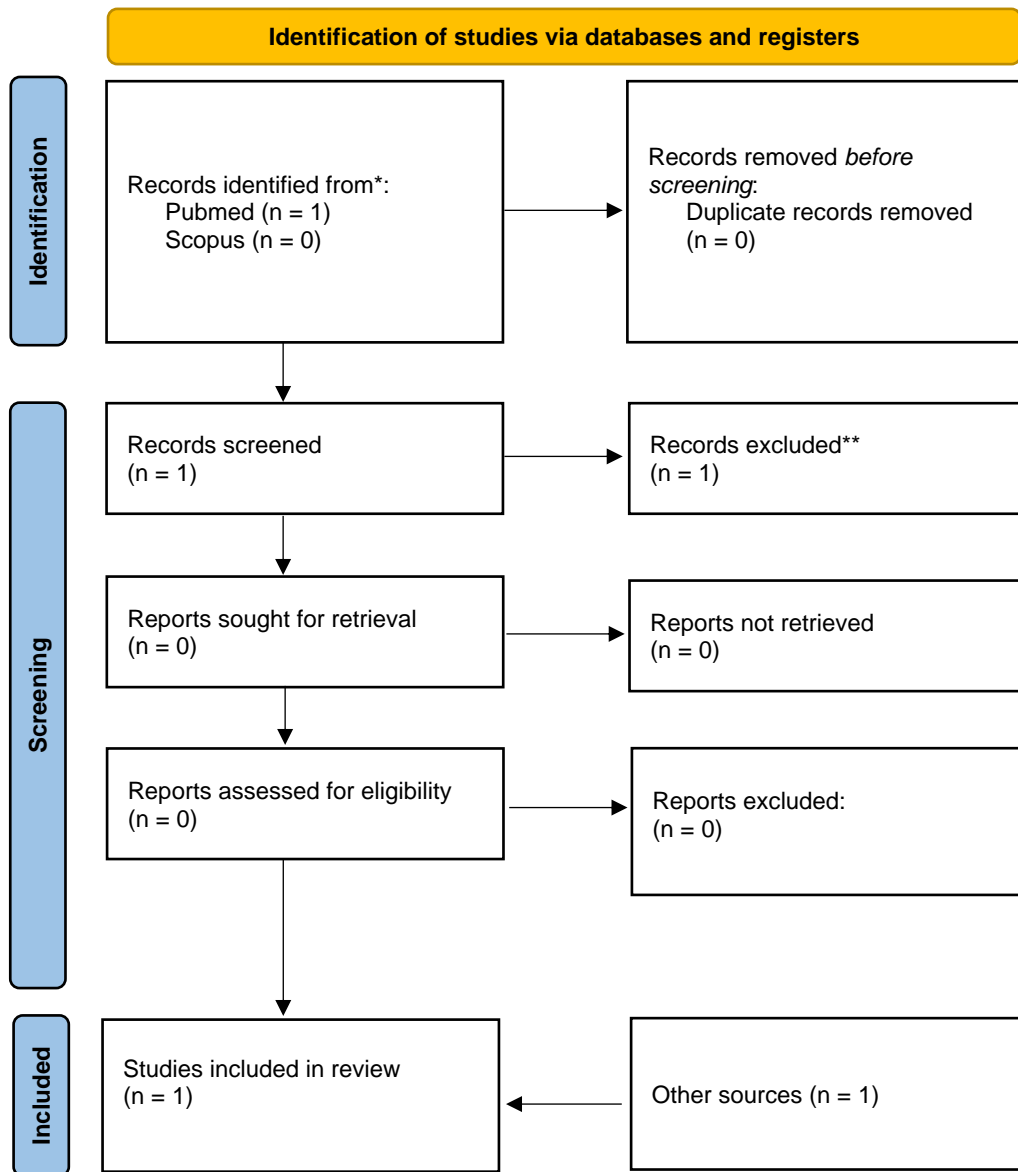 Identification of studies via databases and registers
Identification
Records identified from*:
Pubmed (n = 1)
Scopus (n = 0)
Records removed before
screening:
Duplicate records removed
(n = 0)
Screening
Records screened
(n = 1)
Records excluded**
(n = 1)
Reports sought for retrieval
(n = 0)
Reports not retrieved
(n = 0)
Reports assessed for eligibility
(n = 0)
Reports excluded:
(n = 0)
Included
Studies included in review
(n = 1)
Other sources (n = 1)